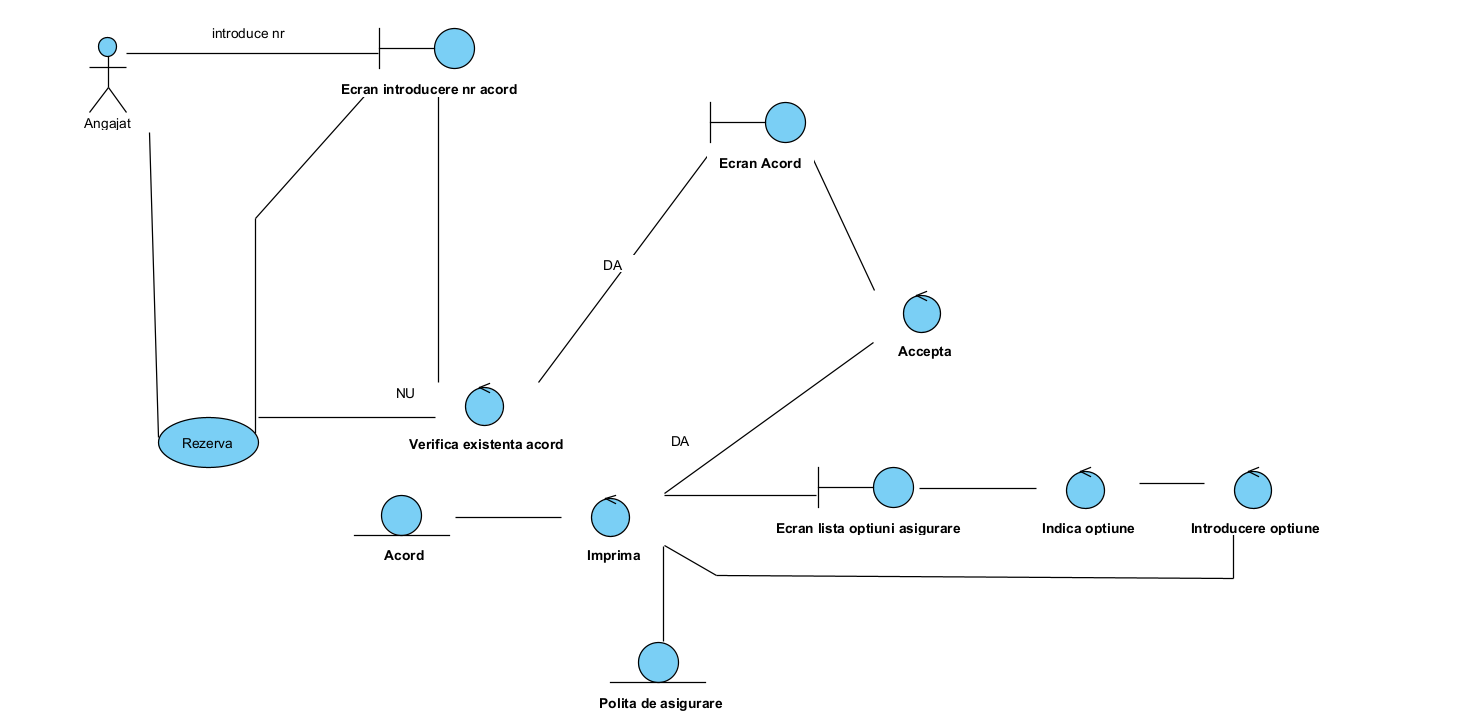 introduce nr
Ecran introducere nr acord
Angajat
Ecran Acord
DA
Accepta
NU
Rezerva
Verifica existenta acord
DA
Ecran lista optiuni asigurare
Indica optiune
Introducere optiune
Acord
Imprima
Polita de asigurare